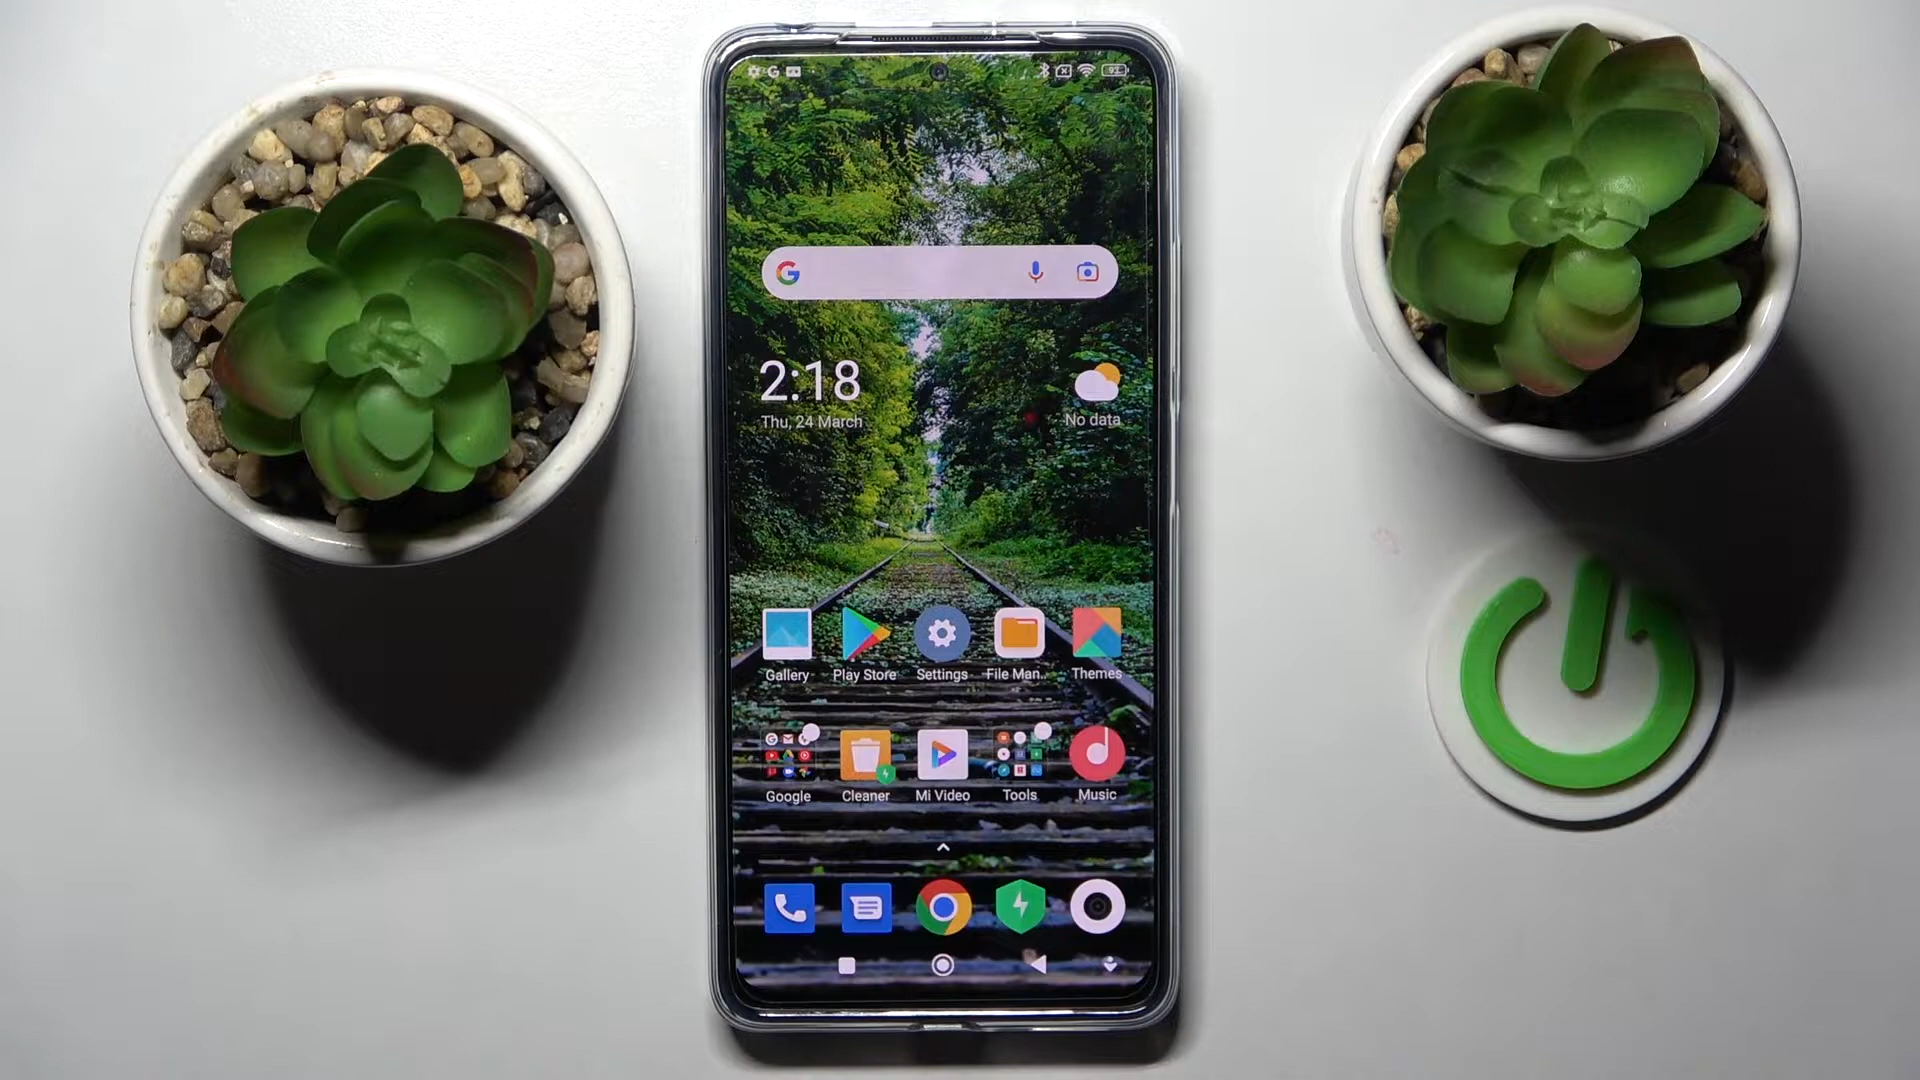 2:18
Thu, 24 March
No data
Gallery
Play Store
Settings
File Man..
Themes
Google
Cleaner
Mi Video
Tools
Music